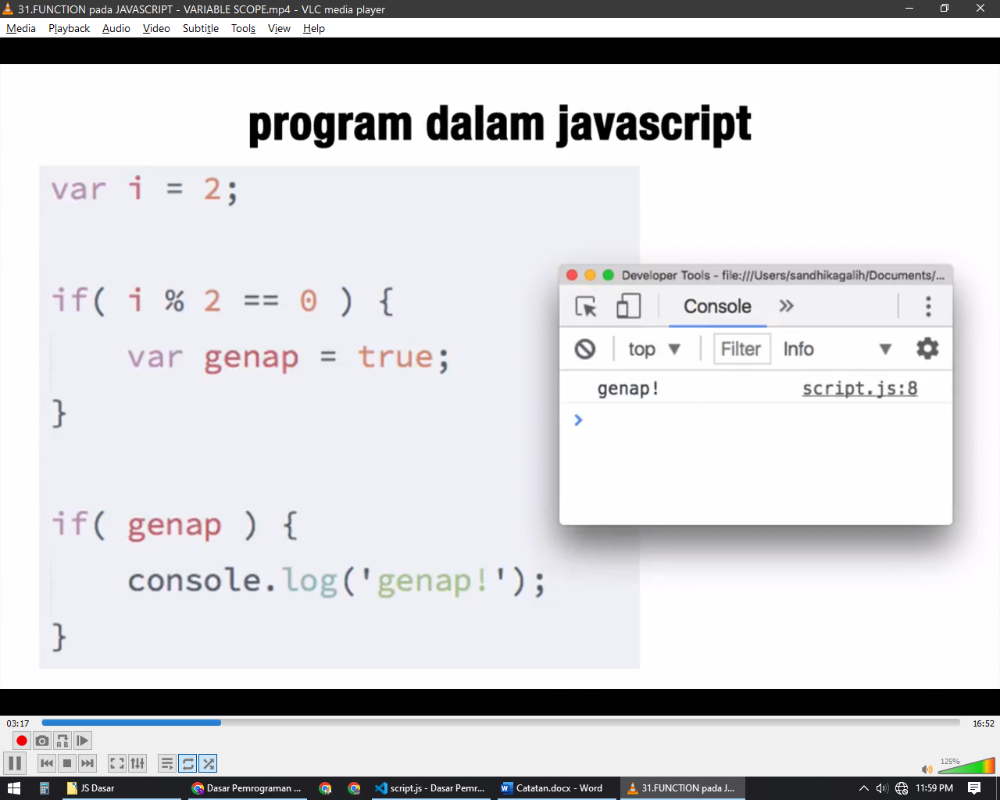 31.FUNCTION pada JAVASCRIPT - VARIABLE SCOPE.mp4 - VLC media player
Media Playback Audio Video Subtitle Tools View Help
program dalam javascript
var i = 2;
if( i % 2 == 0 ) {
var genap = true;
}
if( genap ) {
console.log('genap!');
}
Developer Tools - file:///Users/sandhikagalih/Documents/...
Console »
top ▼ Filter Info ▼
genap! script.js:8
>
03:17 16:52
A B
125%
JS Dasar Dasar Pemrograman ... script.js - Dasar Pemr... Catatan.docx - Word 31.FUNCTION pada J... 11:59 PM